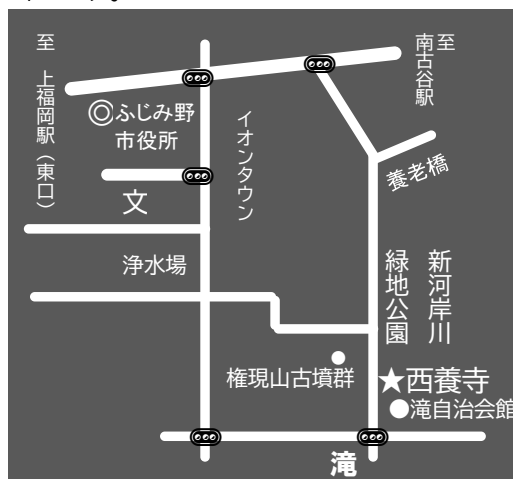 至
上福岡駅（東口）
至
南古谷駅
ふじみ野
市役所
イオンタウン
養老橋
文
浄水場
緑地公園
新河岸川
権現山古墳群
★西養寺
滝自治会館
滝